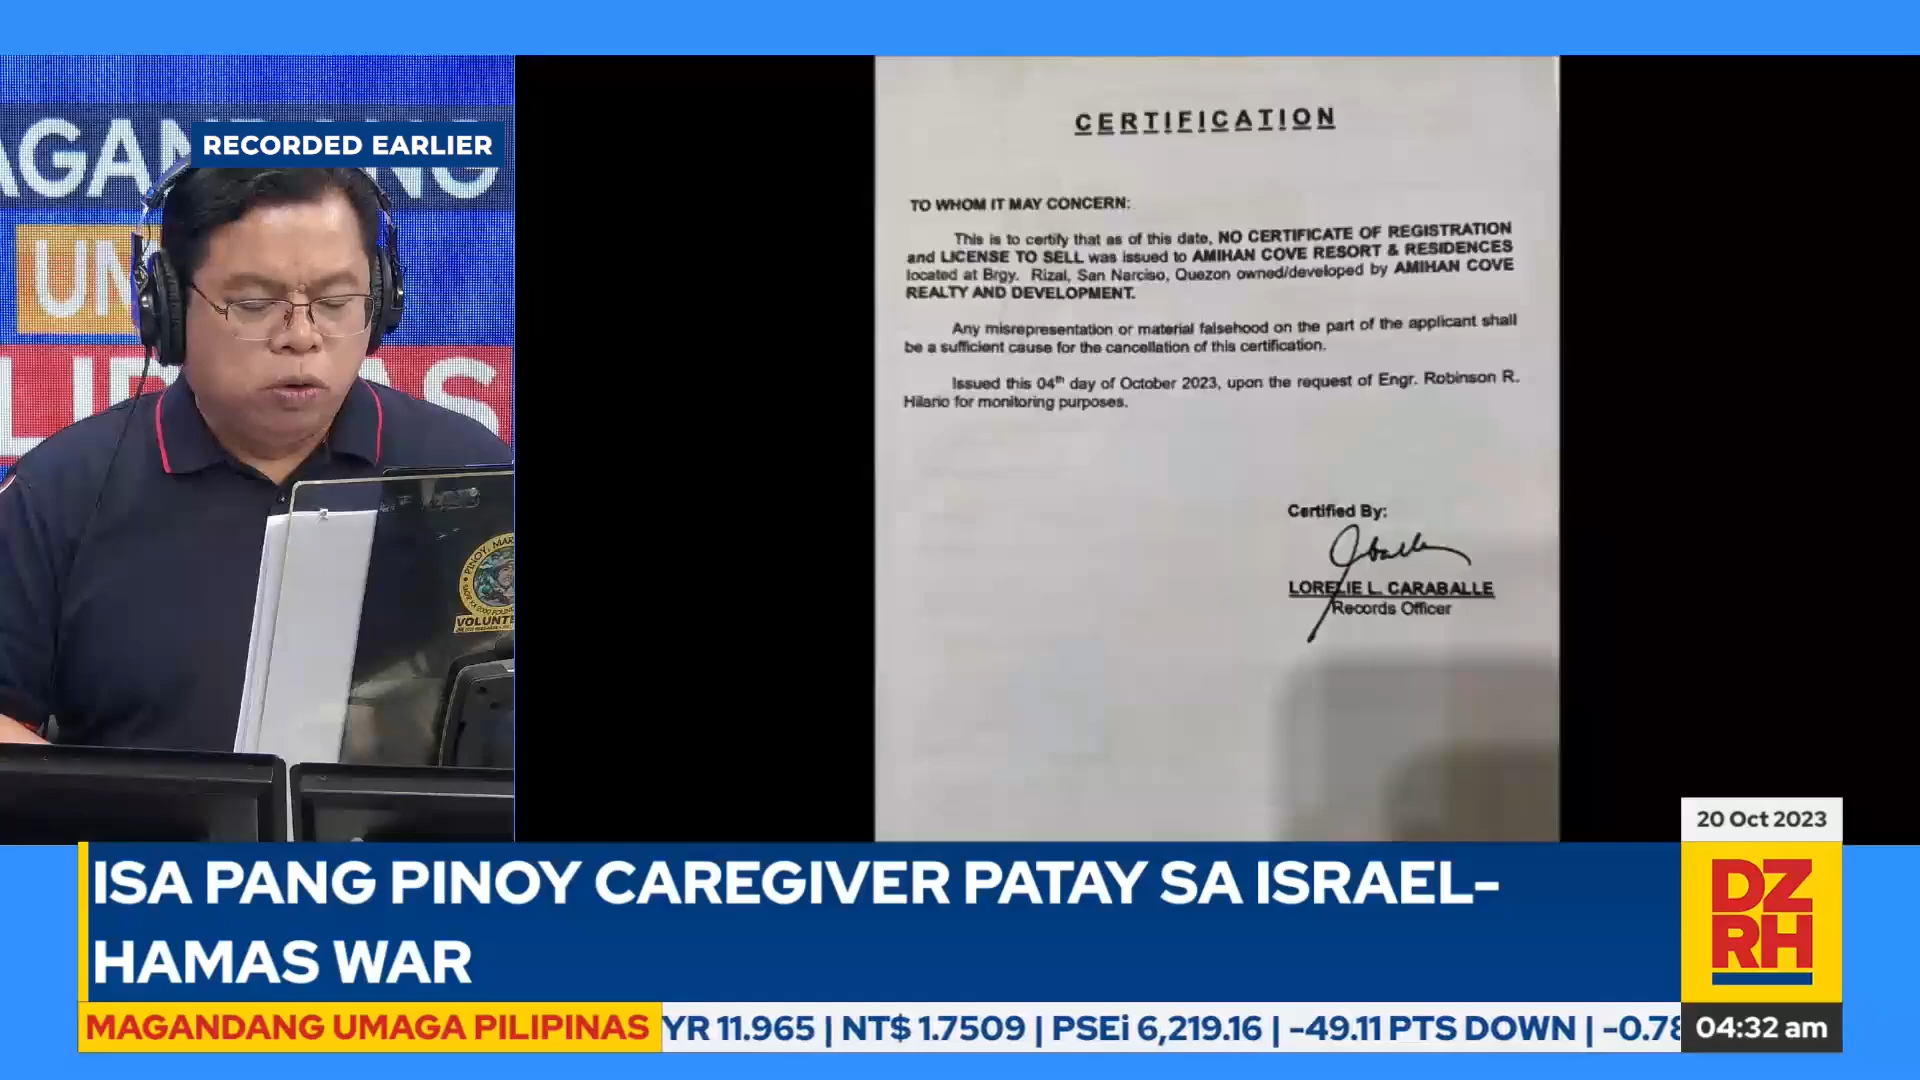 RECORDED EARLIER
CERTIFICATION
TO WHOM IT MAY CONCERN:
This is to certify that as of this date, NO CERTIFICATE OF REGISTRATION
and LICENSE TO SELL was issued to AMIHAN COVE RESORT & RESIDENCES
located at Brgy. Rizal, San Narciso, Quezon owned/developed by AMIHAN COVE
REALTY AND DEVELOPMENT.
Any misrepresentation or material falsehood on the part of the applicant shall
be a sufficient cause for the cancellation of this certification.
Issued this 04th day of October 2023, upon the request of Engr. Robinson R.
Hilario for monitoring purposes.
Certified By:
LORELIE L. CARABALLE
Records Officer
VOLUNTE
20 Oct 2023
ISA PANG PINOY CAREGIVER PATAY SA ISRAEL-
HAMAS WAR
DZ
RH
MAGANDANG UMAGA PILIPINAS
YR 11.965 | NT$ 1.7509 | PSEi 6,219.16 | -49.11 PTS DOWN | -0.78
04:32 am